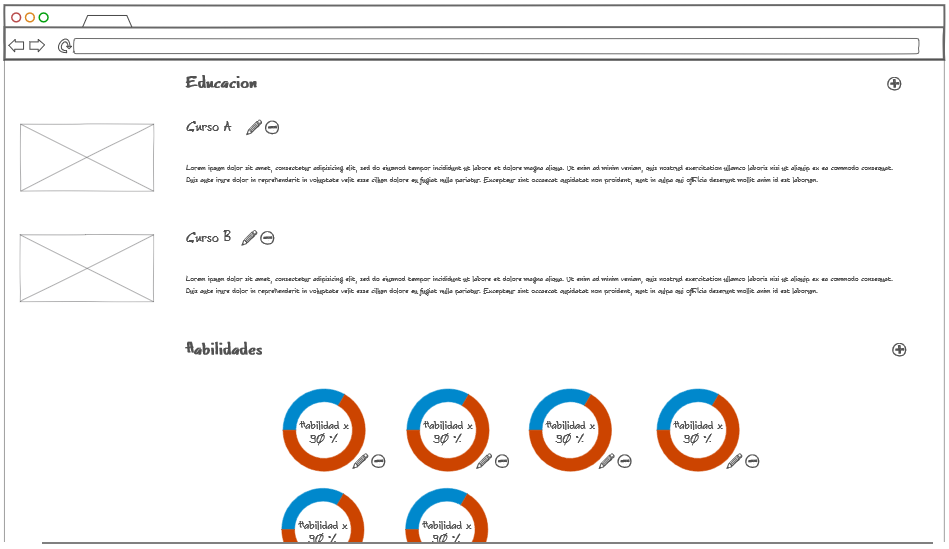 Educacion
Curso A
Lorem ipsum dolor sit amet, consectetur adipisicing elit, sed do eiusmod tempor incididunt ut labore et dolore magna aliqua. Ut enim ad minim veniam, quis nostrud exercitation ullamco laboris nisi ut aliquip ex ea commodo consequat.
Duis aute irure dolor in reprehenderit in voluptate velit esse cillum dolore eu fugiat nulla pariatur. Excepteur sint occaecat cupidatat non proident, sunt in culpa qui officia deserunt mollit anim id est laborum.
Curso B
Lorem ipsum dolor sit amet, consectetur adipisicing elit, sed do eiusmod tempor incididunt ut labore et dolore magna aliqua. Ut enim ad minim veniam, quis nostrud exercitation ullamco laboris nisi ut aliquip ex ea commodo consequat.
Duis aute irure dolor in reprehenderit in voluptate velit esse cillum dolore eu fugiat nulla pariatur. Excepteur sint occaecat cupidatat non proident, sunt in culpa qui officia deserunt mollit anim id est laborum.
Habilidades
Habilidad x
90 %
Habilidad x
90 %
Habilidad x
90 %
Habilidad x
90 %
Habilidad x
90 %
Habilidad x
90 %